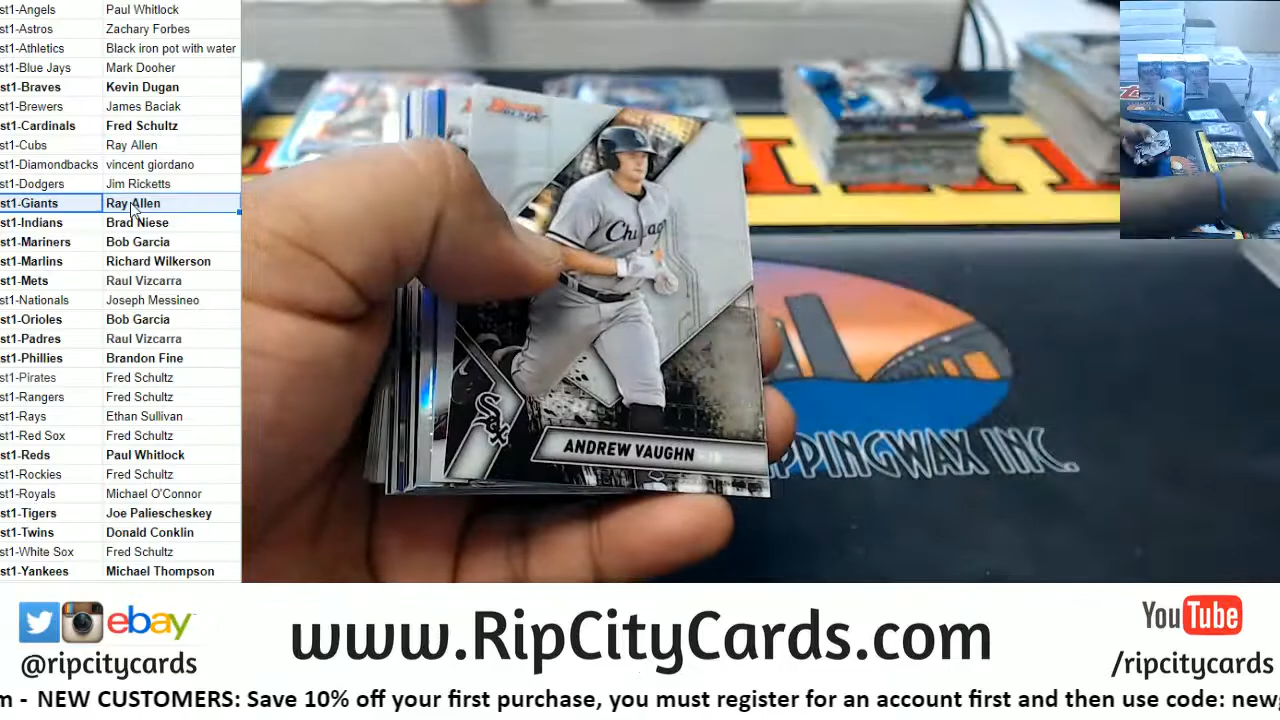 st1-Angels Paul Whitlock
st1-Astros Zachary Forbes
st1-Athletics Black iron pot with water
st1-Blue Jays Mark Dooher
st1-Braves Kevin Dugan
st1-Brewers James Baciak
st1-Cardinals Fred Schultz
st1-Cubs Ray Allen
st1-Diamondbacks vincent giordano
st1-Dodgers Jim Ricketts
st1-Giants Ray Allen
st1-Indians Brad Niese
st1-Mariners Bob Garcia
st1-Marlins Richard Wilkerson
st1-Mets Raul Vizcarra
st1-Nationals Joseph Messineo
st1-Orioles Bob Garcia
st1-Padres Raul Vizcarra
st1-Phillies Brandon Fine
st1-Pirates Fred Schultz
st1-Rangers Fred Schultz
st1-Rays Ethan Sullivan
st1-Red Sox Fred Schultz
st1-Reds Paul Whitlock
st1-Rockies Fred Schultz
st1-Royals Michael O'Connor
st1-Tigers Joe Paliescheskey
st1-Twins Donald Conklin
st1-White Sox Fred Schultz
st1-Yankees Michael Thompson
Chicago
Sox
ANDREW VAUGHN
PPINGWAX INC.
ebay
@ripcitycards
www.RipCityCards.com
YouTube
/ripcitycards
m - NEW CUSTOMERS: Save 10% off your first purchase, you must register for an account first and then use code: new